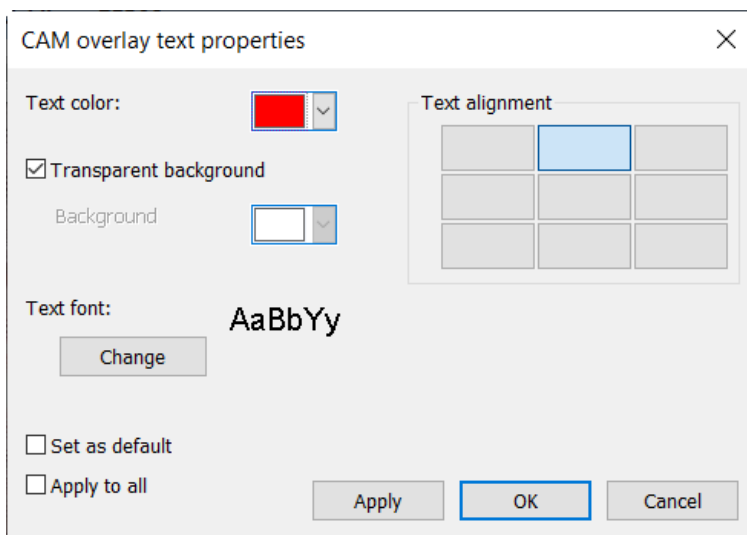 CAM overlay text properties
Text color:
Text alignment
Transparent background
Background
Text font:
AaBbYy
Change
Set as default
Apply to all
Apply
OK
Cancel